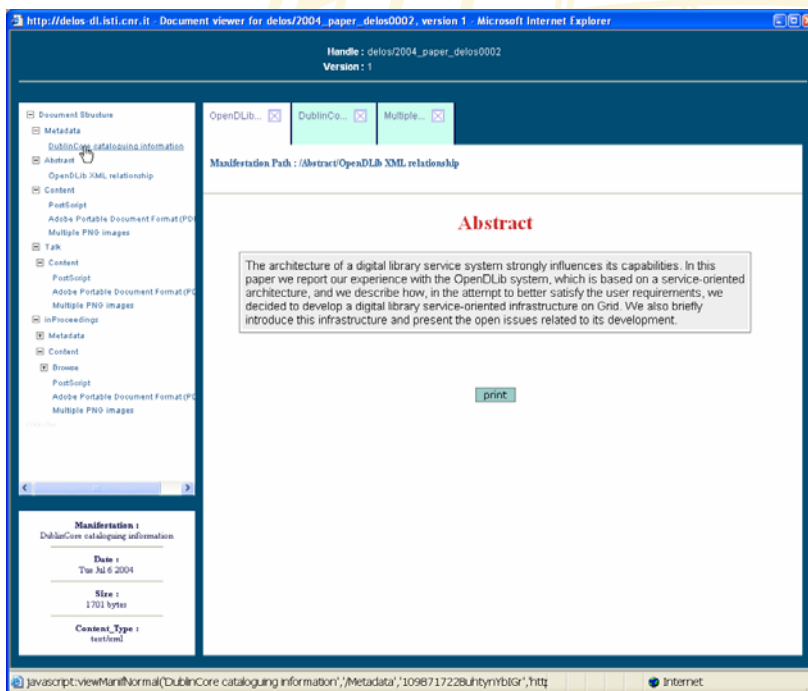 http://delos-dl.isti.cnr.it - Document viewer for delos/2004_paper_delos0002, version 1 - Microsoft Internet Explorer
Handle : delos/2004_paper_delos0002
Version : 1
Document Structure
Metadata
DublinCore cataloguing information
Abstract
OpenDLib XML relationship
Content
PostScript
Adobe Portable Document Format (PD
Multiple PNG images
Talk
Content
PostScript
Adobe Portable Document Format (PD
Multiple PNG images
inProceedings
Metadata
Content
Browse
PostScript
Adobe Portable Document Format (PD
Multiple PNG images
Manifestation :
DublinCore cataloguing information
Date :
Tue Jul 6 2004
Size :
1701 bytes
Content_Type :
text/xml
OpenDLib... DublinCo... Multiple...
Manifestation Path : /Abstract/OpenDLib XML relationship
Abstract
The architecture of a digital library service system strongly influences its capabilities. In this
paper we report our experience with the OpenDLib system, which is based on a service-oriented
architecture, and we describe how, in the attempt to better satisfy the user requirements, we
decided to develop a digital library service-oriented infrastructure on Grid. We also briefly
introduce this infrastructure and present the open issues related to its development.
print
javascript:viewManifNormal('DublinCore cataloguing information','/Metadata','1098717228uhtynYbIGr','http
Internet